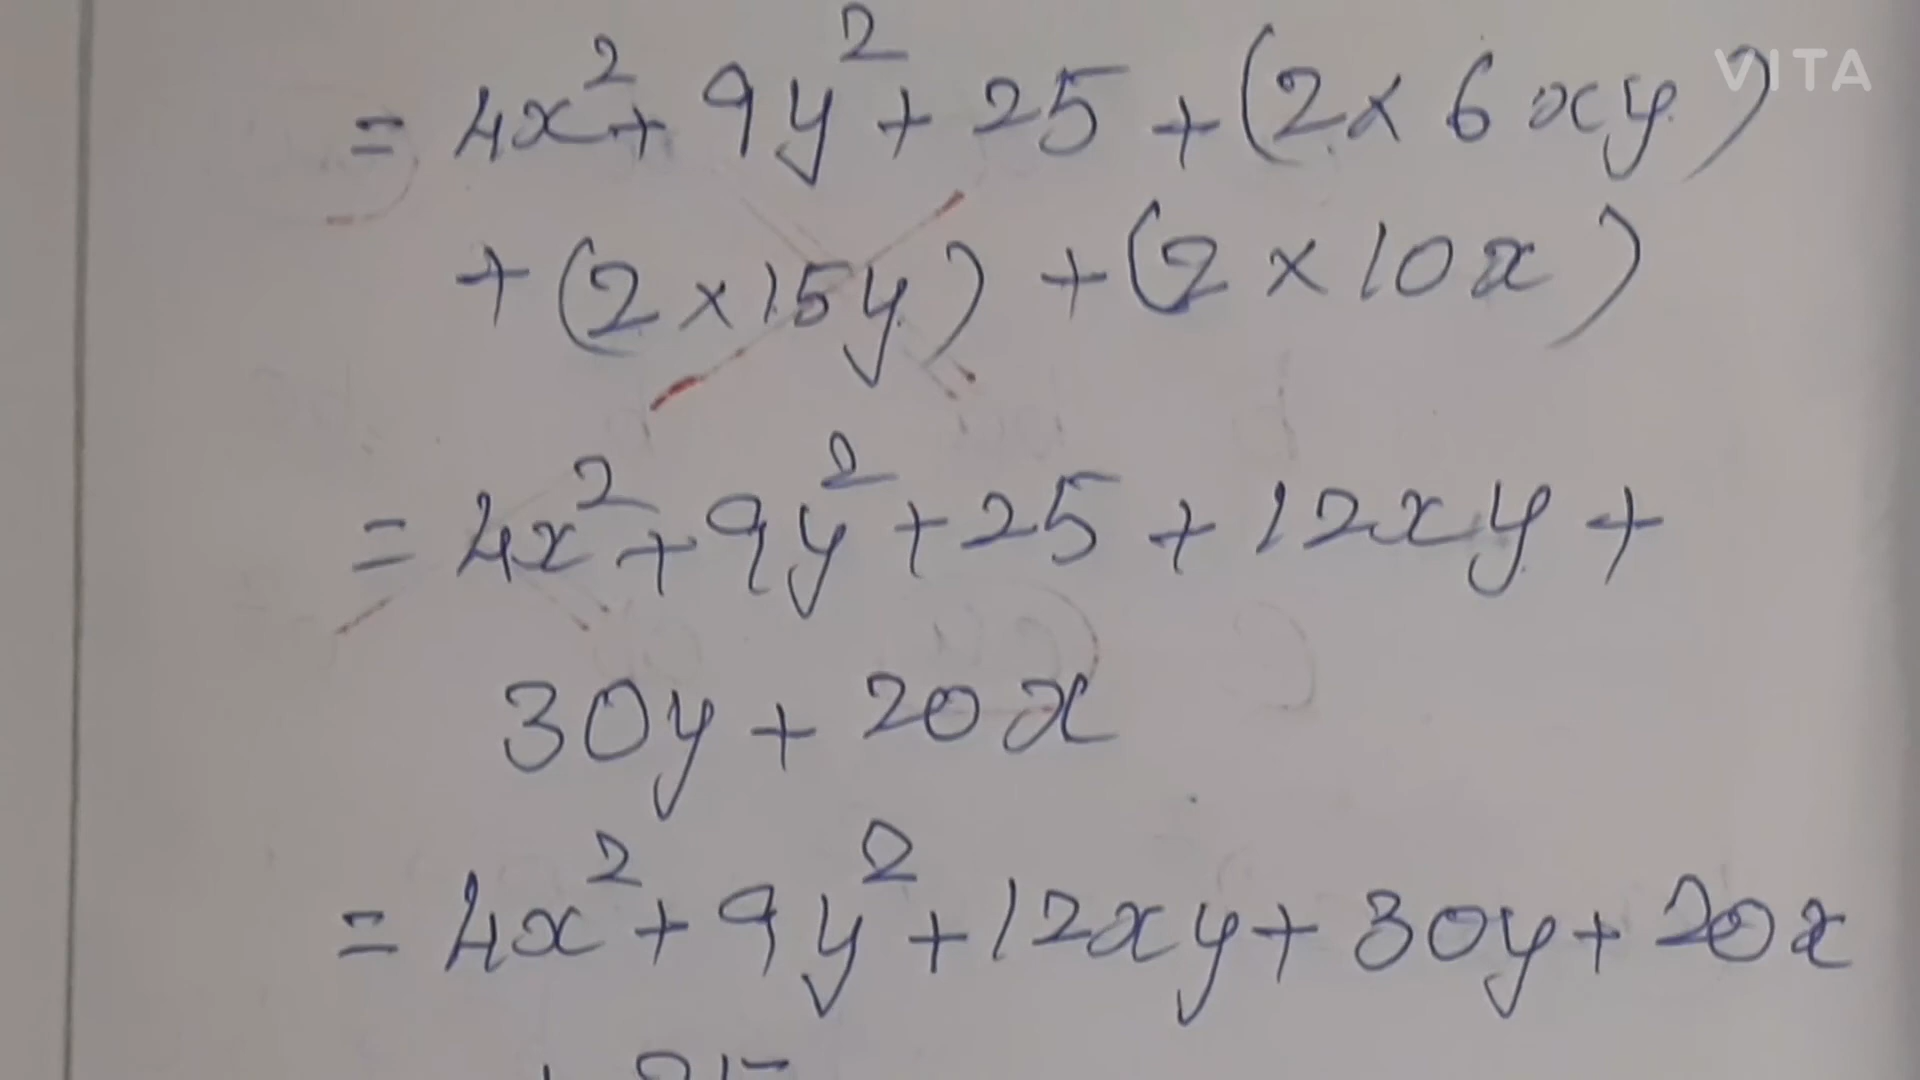 = 4x² + 9y² + 25 + (2 × 6xy)
VITA
+ (2 × 15y) + (2 × 10x)
= 4x² + 9y² + 25 + 12xy +
30y + 20x
= 4x² + 9y² + 12xy + 30y + 20x